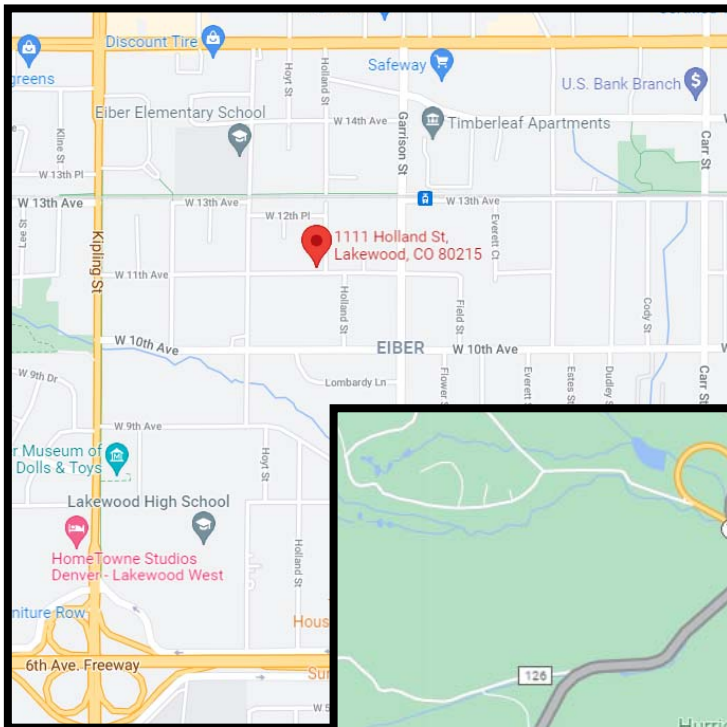 Discount Tire
Hoyt St
Holland St
Safeway
greens
U.S. Bank Branch
Eiber Elementary School
Garrison St
W 14th Ave
Timberleaf Apartments
Kline St
Carr St
W 13th Pl
W 13th Ave
W 13th Ave
W 13th Ave
Lee St
W 12th Pl
Everett Ct
Kipling St
1111 Holland St,
Lakewood, CO 80215
W 11th Ave
Holland St
Field St
Cody St
W 10th Ave
EIBER
W 10th Ave
W 9th Dr
Lombardy Ln
Flower S
Everett S
Estes St
Dudley S
Carr St
W 9th Ave
r Museum of
Dolls & Toys
Hoyt St
Lakewood High School
HomeTowne Studios
Denver - Lakewood West
Holland St
niture Row
Hous
6th Ave. Freeway
Sur
126
W 5